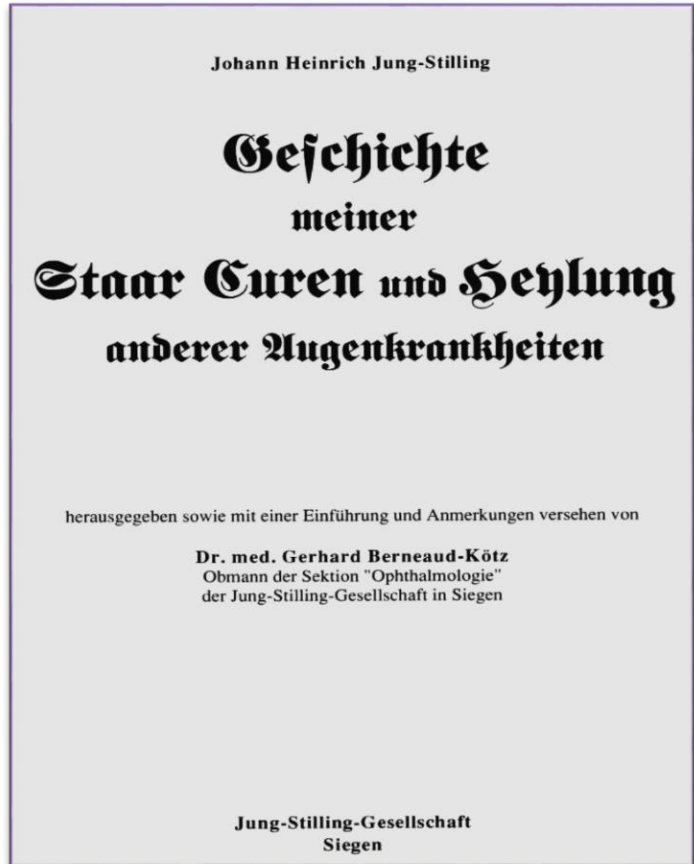 Johann Heinrich Jung-Stilling
Geſchichte
meiner
Staar Curen und Heylung
anderer Augenkrankheiten
herausgegeben sowie mit einer Einführung und Anmerkungen versehen von
Dr. med. Gerhard Berneaud-Kötz
Obmann der Sektion "Ophthalmologie"
der Jung-Stilling-Gesellschaft in Siegen
Jung-Stilling-Gesellschaft
Siegen